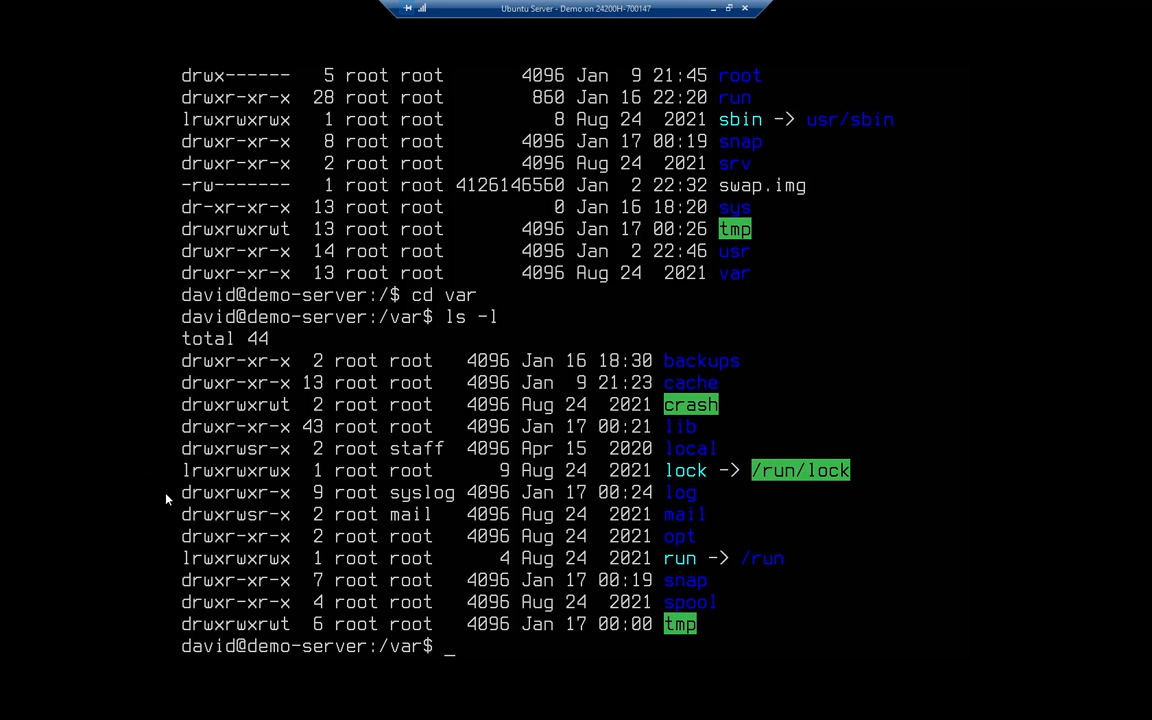 Ubuntu Server - Demo on 24200H-700147
drwx------   5 root root       4096 Jan  9 21:45 root
drwxr-xr-x  28 root root        860 Jan 16 22:20 run
lrwxrwxrwx   1 root root          8 Aug 24  2021 sbin -> usr/sbin
drwxr-xr-x   8 root root       4096 Jan 17 00:19 snap
drwxr-xr-x   2 root root       4096 Aug 24  2021 srv
-rw-------   1 root root 4126146560 Jan  2 22:32 swap.img
dr-xr-xr-x  13 root root          0 Jan 16 18:20 sys
drwxrwxrwt  13 root root       4096 Jan 17 00:26 tmp
drwxr-xr-x  14 root root       4096 Jan  2 22:46 usr
drwxr-xr-x  13 root root       4096 Aug 24  2021 var
david@demo-server:/$ cd var
david@demo-server:/var$ ls -l
total 44
drwxr-xr-x  2 root root   4096 Jan 16 18:30 backups
drwxr-xr-x 13 root root   4096 Jan  9 21:23 cache
drwxrwxrwt  2 root root   4096 Aug 24  2021 crash
drwxr-xr-x 43 root root   4096 Jan 17 00:21 lib
drwxrwsr-x  2 root staff  4096 Apr 15  2020 local
lrwxrwxrwx  1 root root      9 Aug 24  2021 lock -> /run/lock
drwxrwxr-x  9 root syslog 4096 Jan 17 00:24 log
drwxrwsr-x  2 root mail   4096 Aug 24  2021 mail
drwxr-xr-x  2 root root   4096 Aug 24  2021 opt
lrwxrwxrwx  1 root root      4 Aug 24  2021 run -> /run
drwxr-xr-x  7 root root   4096 Jan 17 00:19 snap
drwxr-xr-x  4 root root   4096 Aug 24  2021 spool
drwxrwxrwt  6 root root   4096 Jan 17 00:00 tmp
david@demo-server:/var$ _